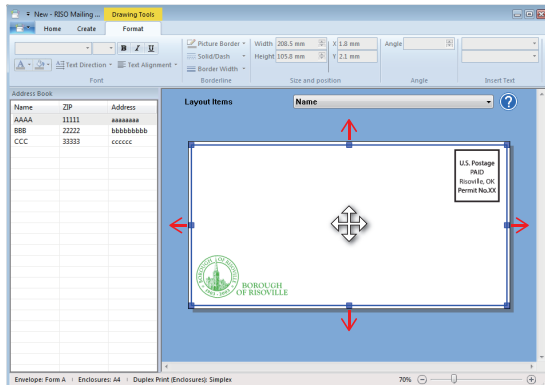 New - RISO Mailing ... Drawing Tools
Home Create Format
B I U
Picture Border Width 208.5 mm X 1.8 mm Angle
Solid/Dash Height 105.8 mm Y 2.1 mm
A Text Direction Text Alignment Border Width
Font Borderline Size and position Angle Insert Text
Address Book
Layout Items Name ?
Name ZIP Address
AAAA 11111 aaaaaaaa
BBB 22222 bbbbbbbbbb
CCC 33333 cccccc
U.S. Postage
PAID
Risoville, OK
Permit No.XX
BOROUGH
OF RISOVILLE
Envelope: Form A Enclosures: A4 Duplex Print (Enclosures): Simplex 70%